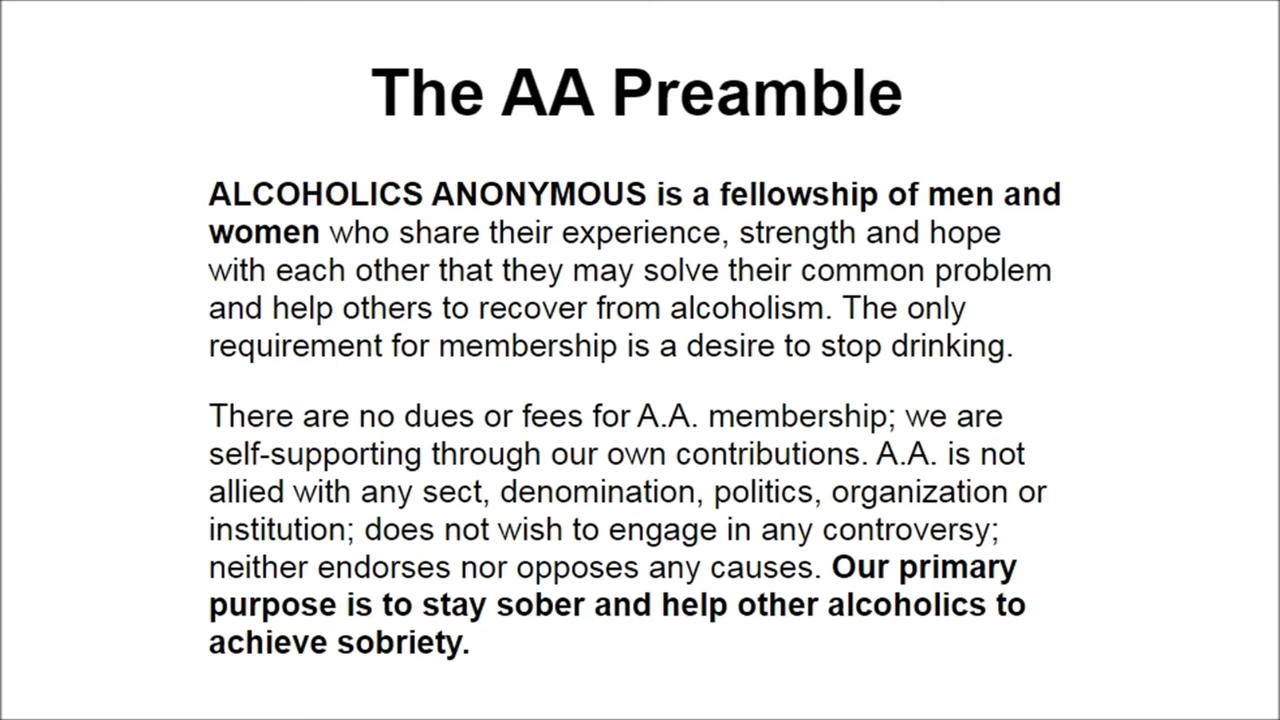 The AA Preamble
ALCOHOLICS ANONYMOUS is a fellowship of men and
women who share their experience, strength and hope
with each other that they may solve their common problem
and help others to recover from alcoholism. The only
requirement for membership is a desire to stop drinking.
There are no dues or fees for A.A. membership; we are
self-supporting through our own contributions. A.A. is not
allied with any sect, denomination, politics, organization or
institution; does not wish to engage in any controversy;
neither endorses nor opposes any causes. Our primary
purpose is to stay sober and help other alcoholics to
achieve sobriety.